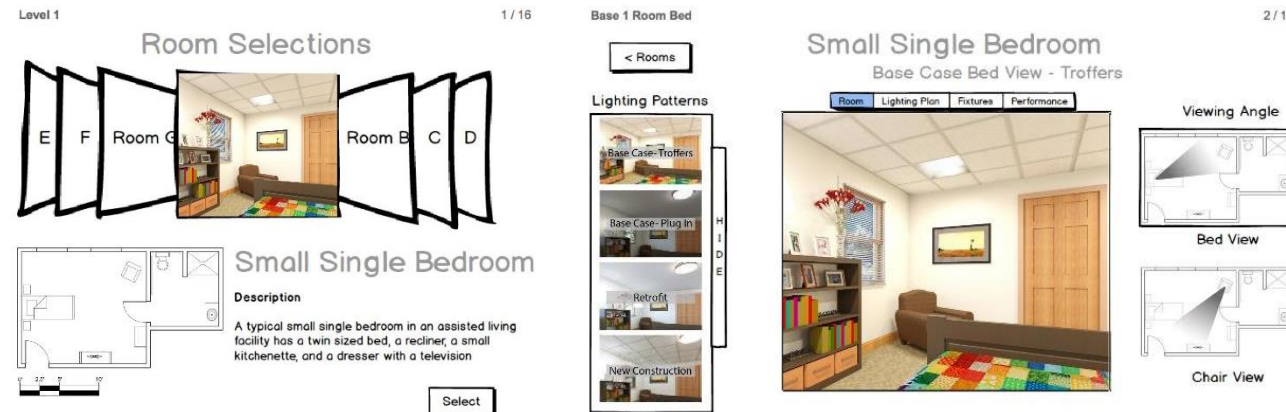 Level 1
1 / 16
Room Selections
E
F
Room G
Room B
C
D
Small Single Bedroom
Description
A typical small single bedroom in an assisted living
facility has a twin sized bed, a recliner, a small
kitchenette, and a dresser with a television
Select
Base 1 Room Bed
2 / 1
< Rooms
Lighting Patterns
Base Case-Troffers
Base Case-Plug In
Retrofit
New Construction
HIDE
Small Single Bedroom
Base Case Bed View - Troffers
Room
Lighting Plan
Fixtures
Performance
Viewing Angle
Bed View
Chair View